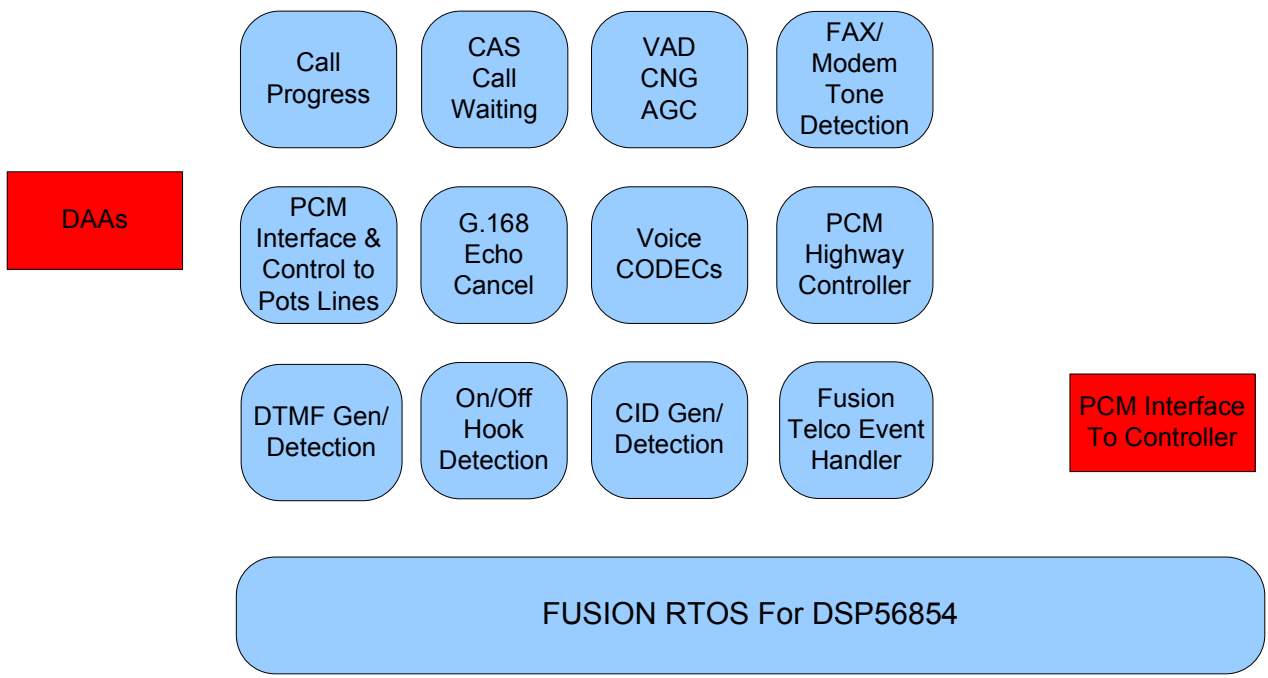 Call
Progress
CAS
Call
Waiting
VAD
CNG
AGC
FAX/
Modem
Tone
Detection
DAAs
PCM
Interface &
Control to
Pots Lines
G.168
Echo
Cancel
Voice
CODECs
PCM
Highway
Controller
DTMF Gen/
Detection
On/Off
Hook
Detection
CID Gen/
Detection
Fusion
Telco Event
Handler
PCM Interface
To Controller
FUSION RTOS For DSP56854